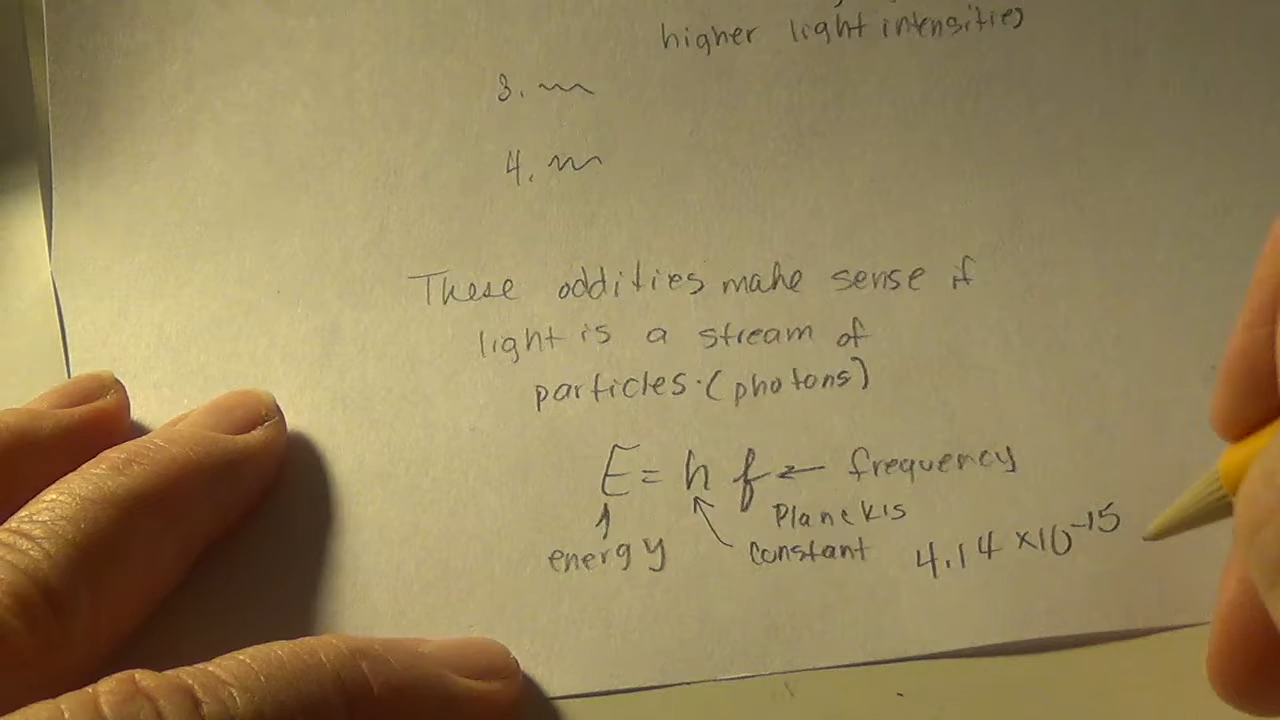 higher light intensities
3.
4.
These oddities make sense if
light is a stream of
particles. (photons)
E = h f ← frequency
Planck's
energy constant 4.14 ×10⁻¹⁵